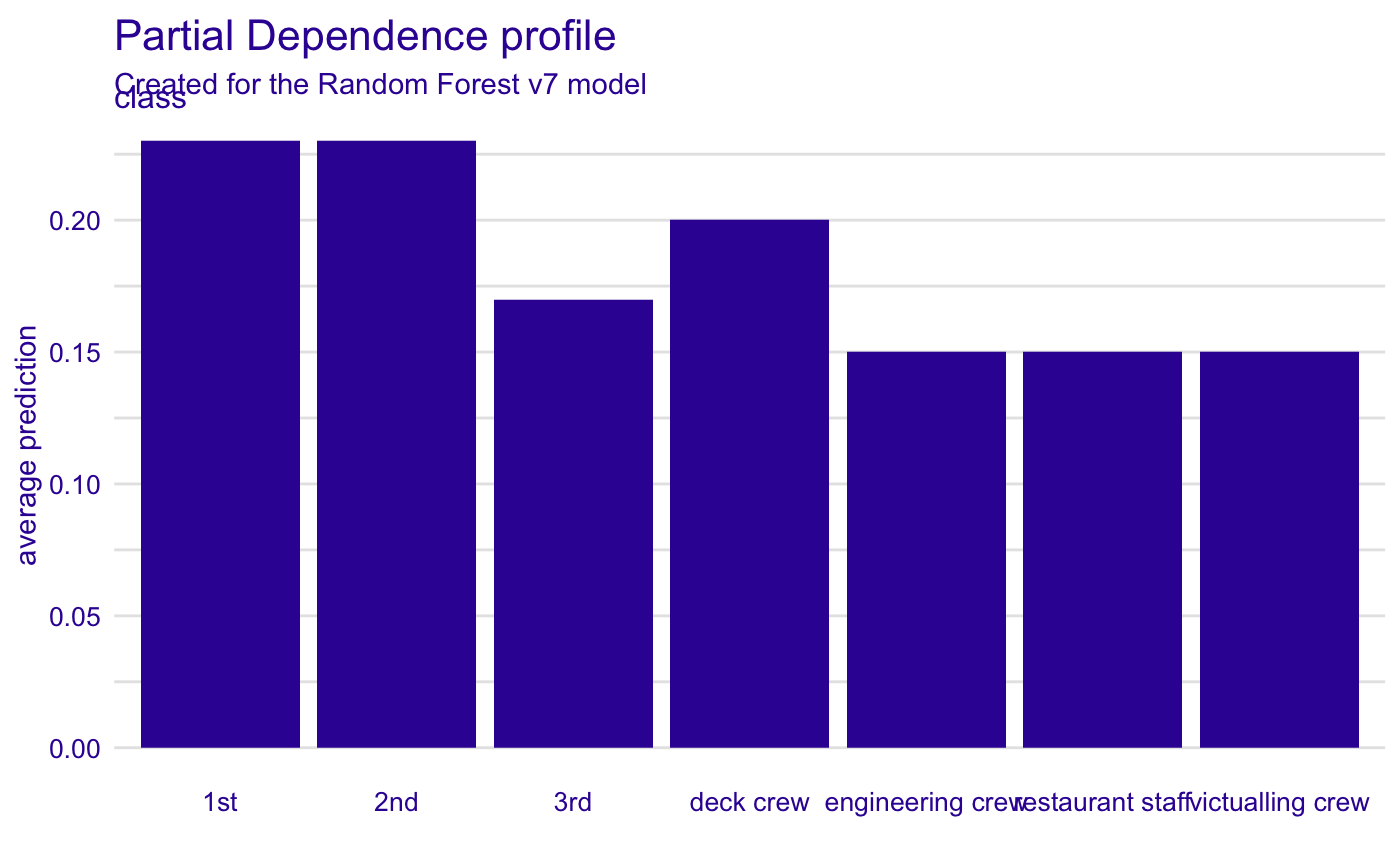 Partial Dependence profile
Created for the Random Forest v7 model
class
average prediction
0.20
0.15
0.10
0.05
0.00
1st
2nd
3rd
deck crew
engineering crew
restaurant staff
victualling crew